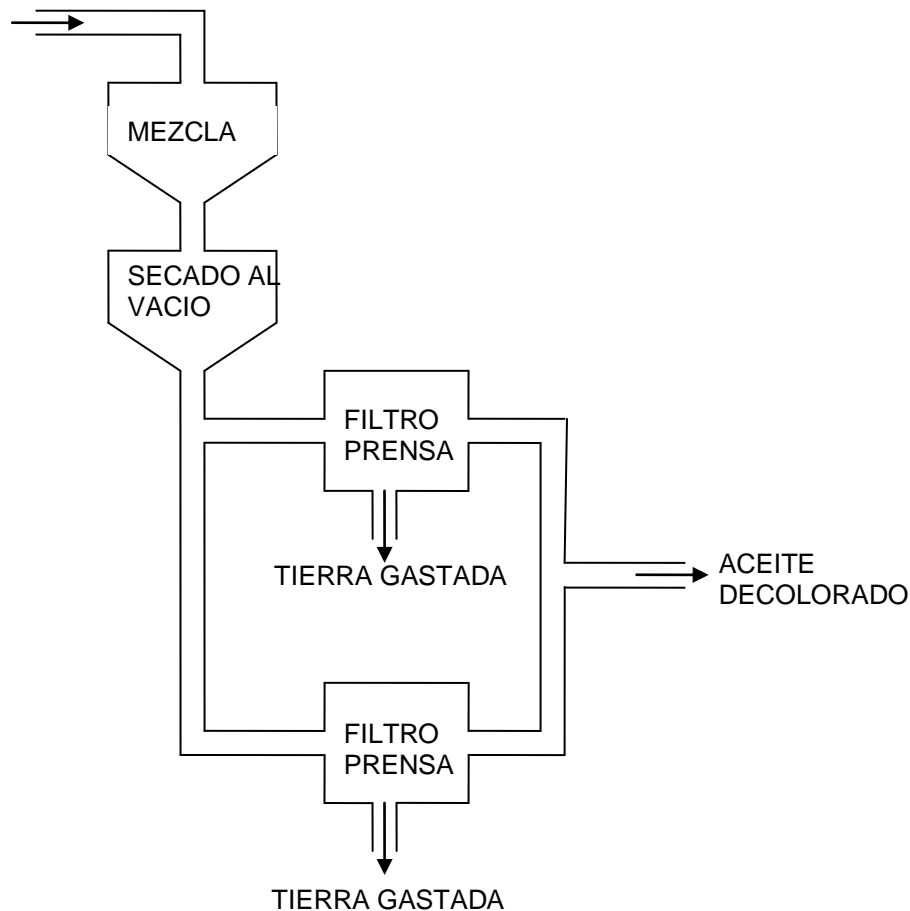 MEZCLA
SECADO AL
VACIO
FILTRO
PRENSA
TIERRA GASTADA
ACEITE
DECOLORADO
FILTRO
PRENSA
TIERRA GASTADA